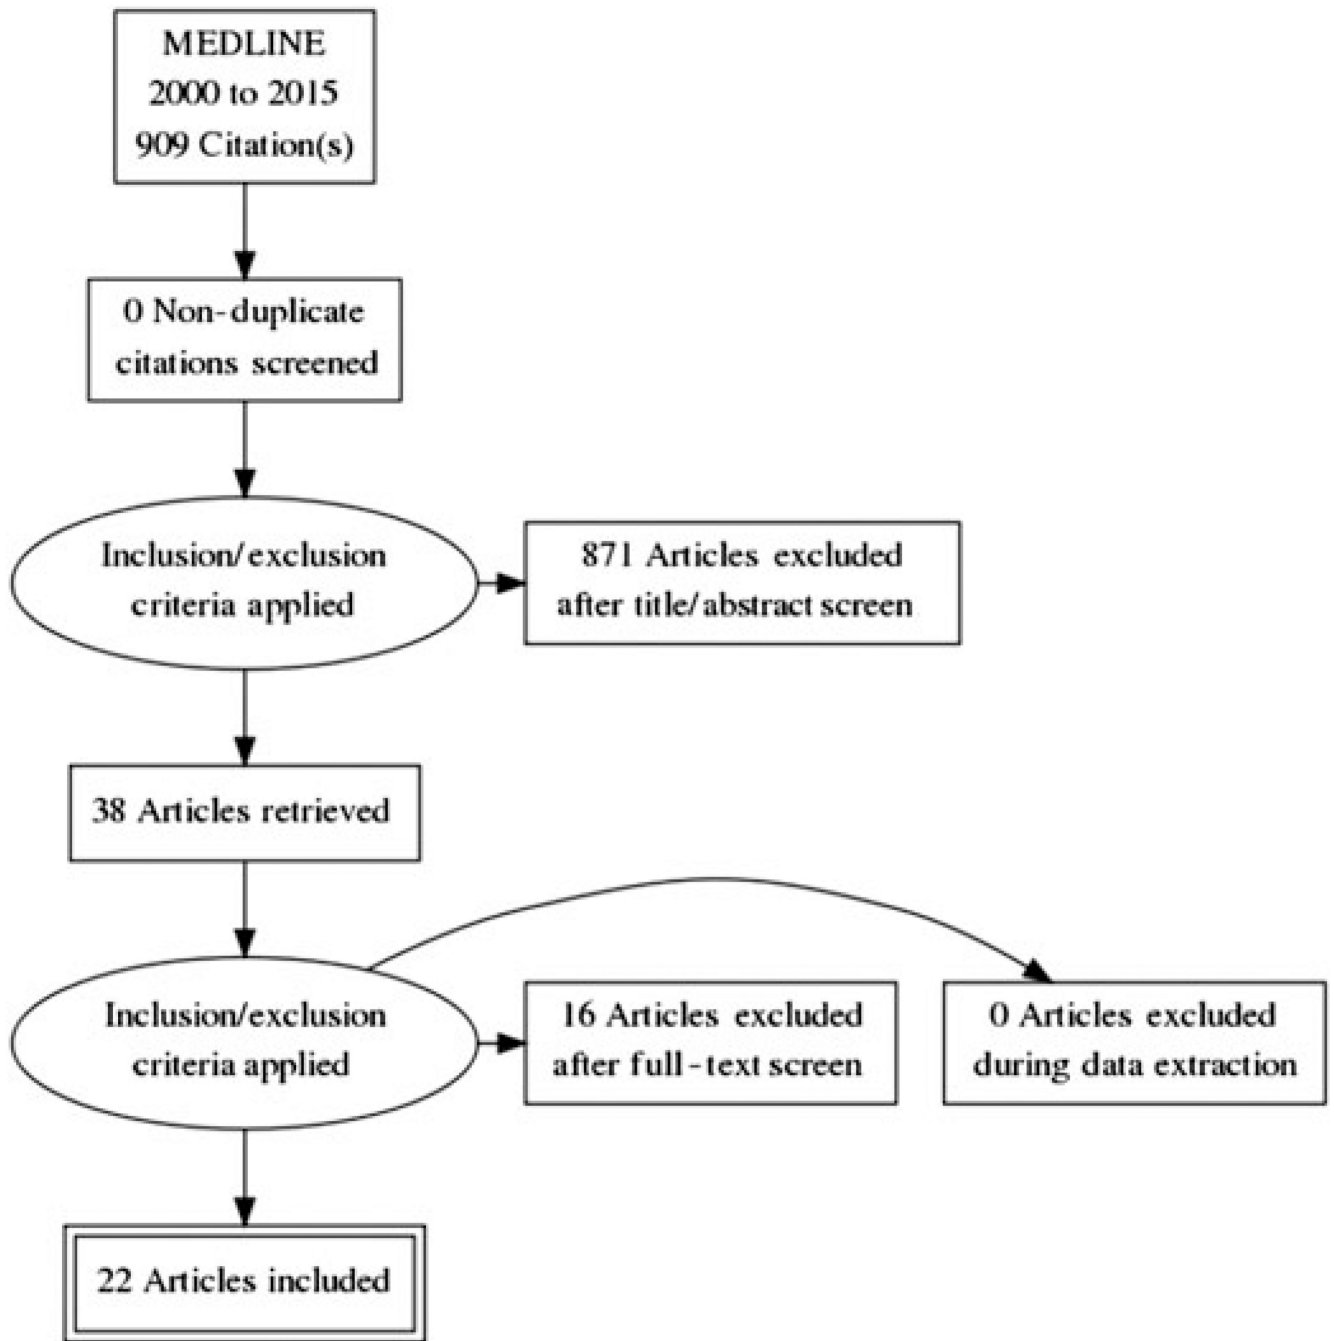 MEDLINE
2000 to 2015
909 Citation(s)
0 Non-duplicate
citations screened
Inclusion/exclusion
criteria applied
871 Articles excluded
after title/abstract screen
38 Articles retrieved
Inclusion/exclusion
criteria applied
16 Articles excluded
after full-text screen
0 Articles excluded
during data extraction
22 Articles included